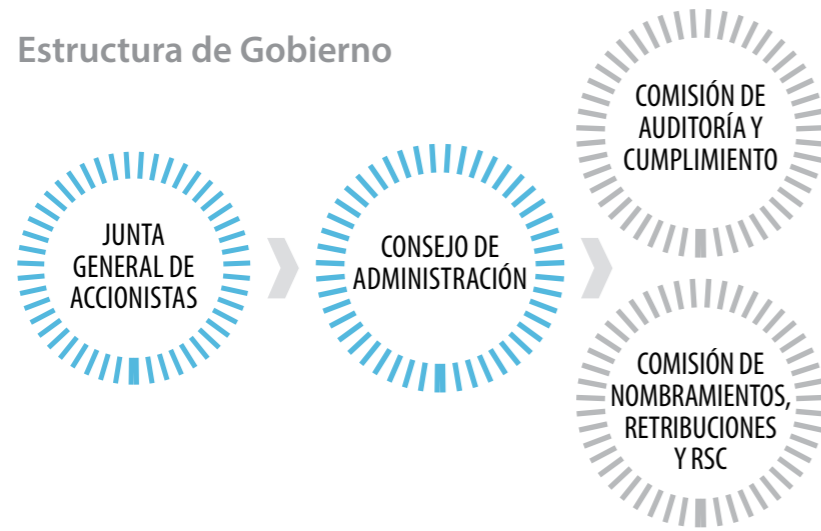 Estructura de Gobierno
JUNTA
GENERAL DE
ACCIONISTAS
CONSEJO DE
ADMINISTRACIÓN
COMISIÓN DE
AUDITORÍA Y
CUMPLIMIENTO
COMISIÓN DE
NOMBRAMIENTOS,
RETRIBUCIONES
Y RSC